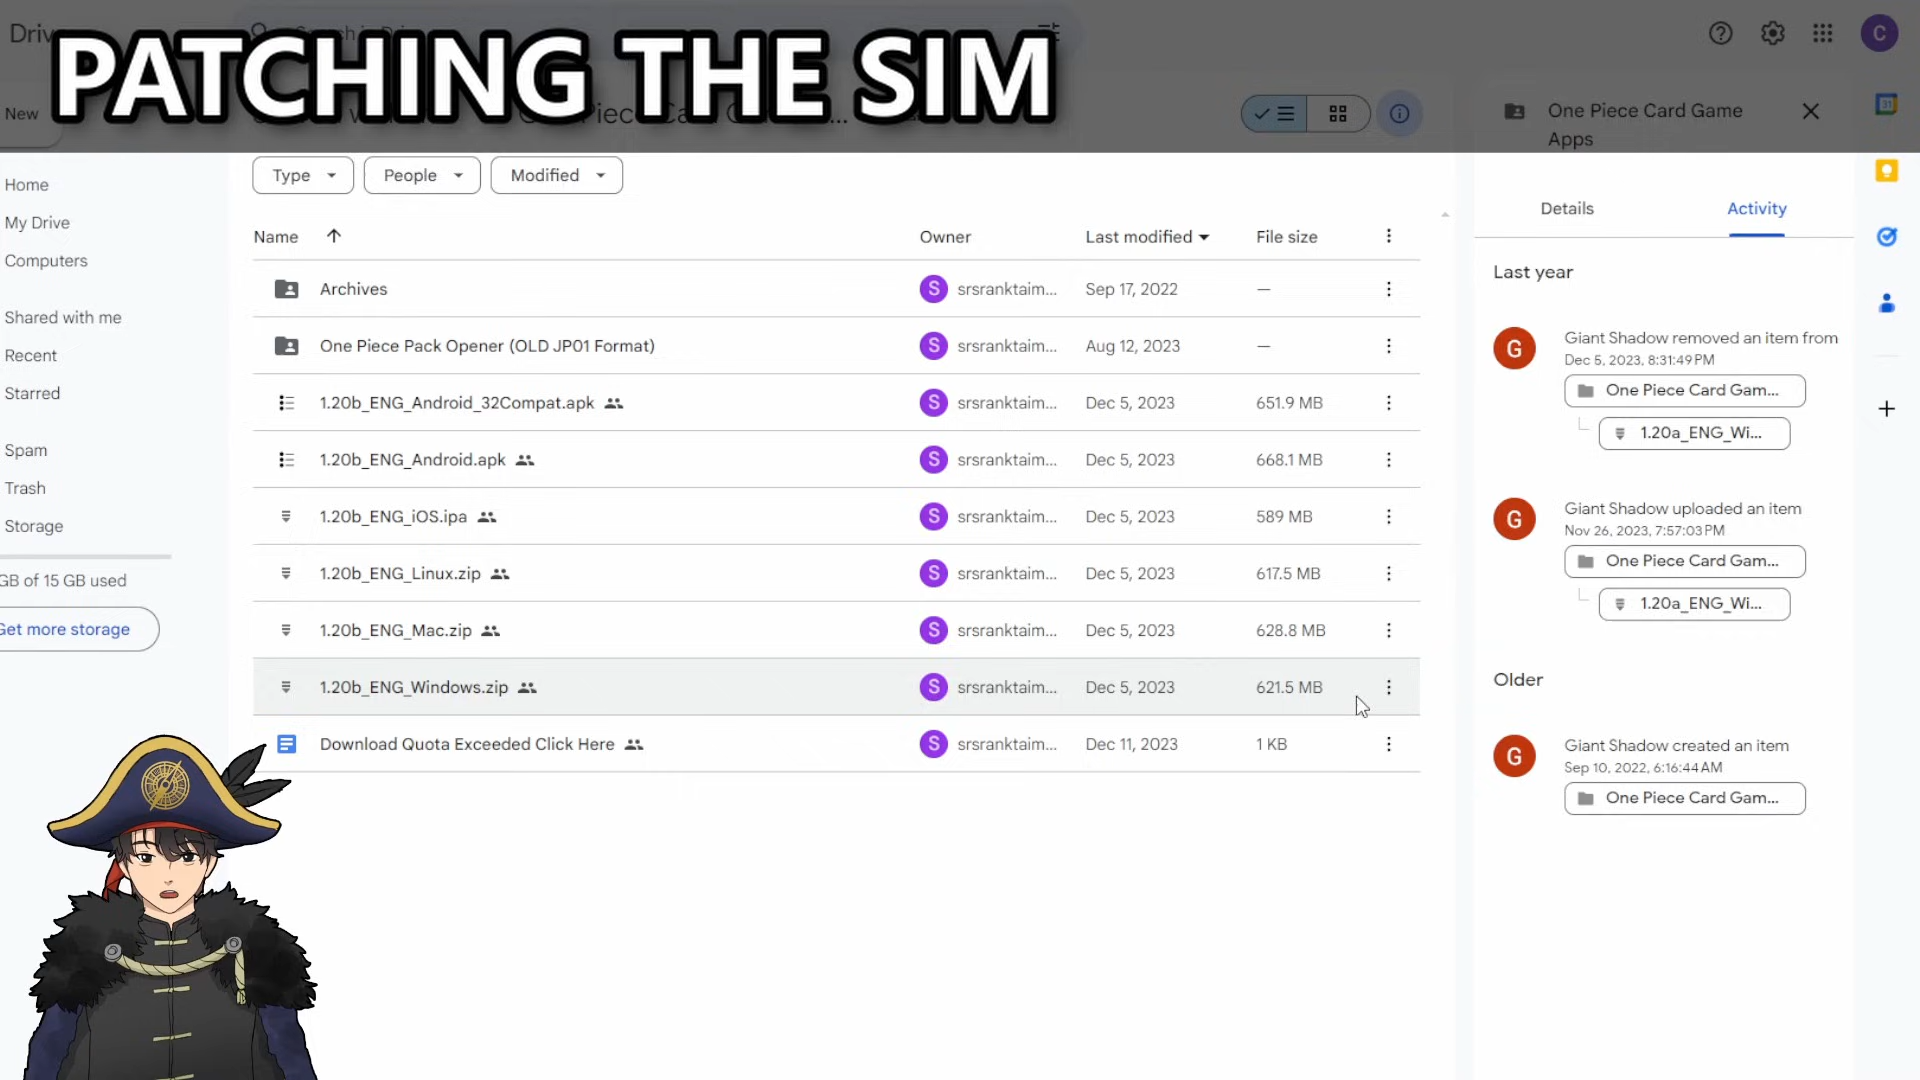 PATCHING THE SIM
C
New
One Piece Card Game
Apps
31
Type
People
Modified
Home
My Drive
Computers
Shared with me
Recent
Starred
Spam
Trash
Storage
GB of 15 GB used
Get more storage
Name
Owner
Last modified
File size
Archives
S srsranktaim...
Sep 17, 2022
—
One Piece Pack Opener (OLD JP01 Format)
S srsranktaim...
Aug 12, 2023
—
1.20b_ENG_Android_32Compat.apk
S srsranktaim...
Dec 5, 2023
651.9 MB
1.20b_ENG_Android.apk
S srsranktaim...
Dec 5, 2023
668.1 MB
1.20b_ENG_iOS.ipa
S srsranktaim...
Dec 5, 2023
589 MB
1.20b_ENG_Linux.zip
S srsranktaim...
Dec 5, 2023
617.5 MB
1.20b_ENG_Mac.zip
S srsranktaim...
Dec 5, 2023
628.8 MB
1.20b_ENG_Windows.zip
S srsranktaim...
Dec 5, 2023
621.5 MB
Download Quota Exceeded Click Here
S srsranktaim...
Dec 11, 2023
1 KB
Details
Activity
Last year
G
Giant Shadow removed an item from
Dec 5, 2023, 8:31:49 PM
One Piece Card Gam...
1.20a_ENG_Wi...
G
Giant Shadow uploaded an item
Nov 26, 2023, 7:57:03 PM
One Piece Card Gam...
1.20a_ENG_Wi...
Older
G
Giant Shadow created an item
Sep 10, 2022, 6:16:44 AM
One Piece Card Gam...